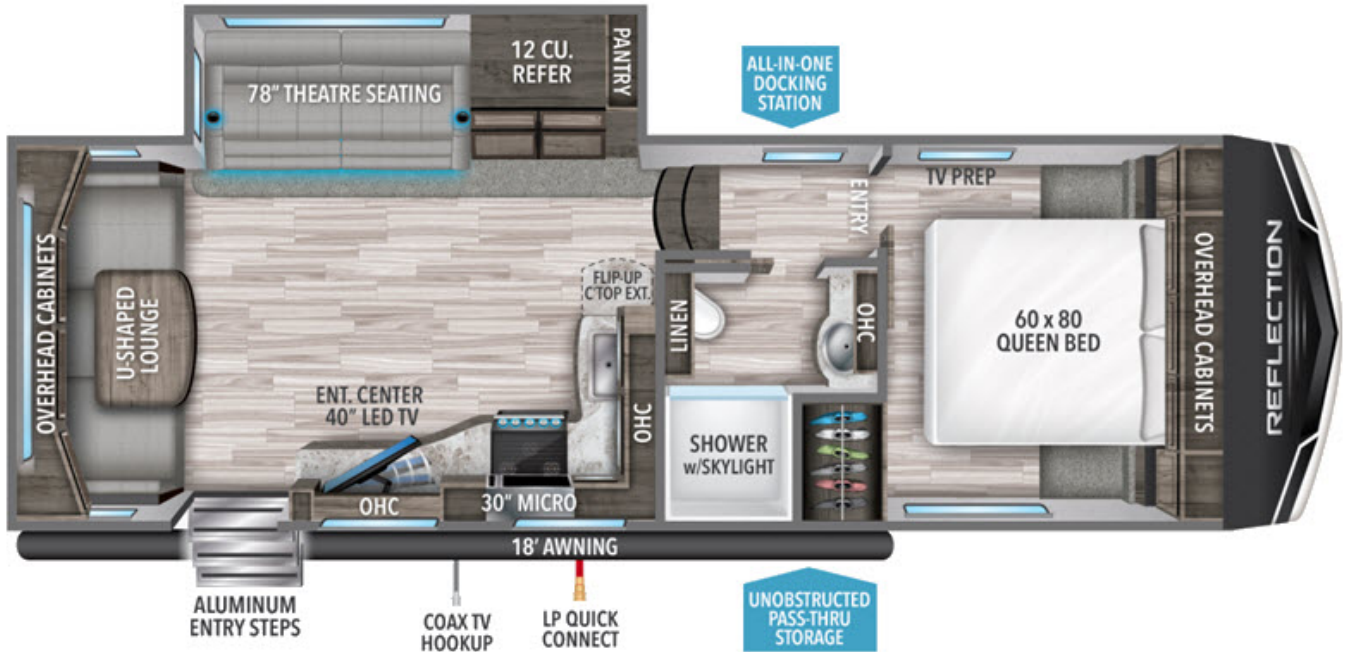 12 CU.
REFER
PANTRY
78" THEATRE SEATING
ALL-IN-ONE
DOCKING
STATION
TV PREP
ENTRY
OVERHEAD CABINETS
U-SHAPED
LOUNGE
FLIP-UP
C'TOP EXT.
LINEN
OHC
60 x 80
QUEEN BED
OVERHEAD CABINETS
REFLECTION
ENT. CENTER
40" LED TV
OHC
SHOWER
w/SKYLIGHT
OHC
30" MICRO
18' AWNING
ALUMINUM
ENTRY STEPS
COAX TV
HOOKUP
LP QUICK
CONNECT
UNOBSTRUCTED
PASS-THRU
STORAGE